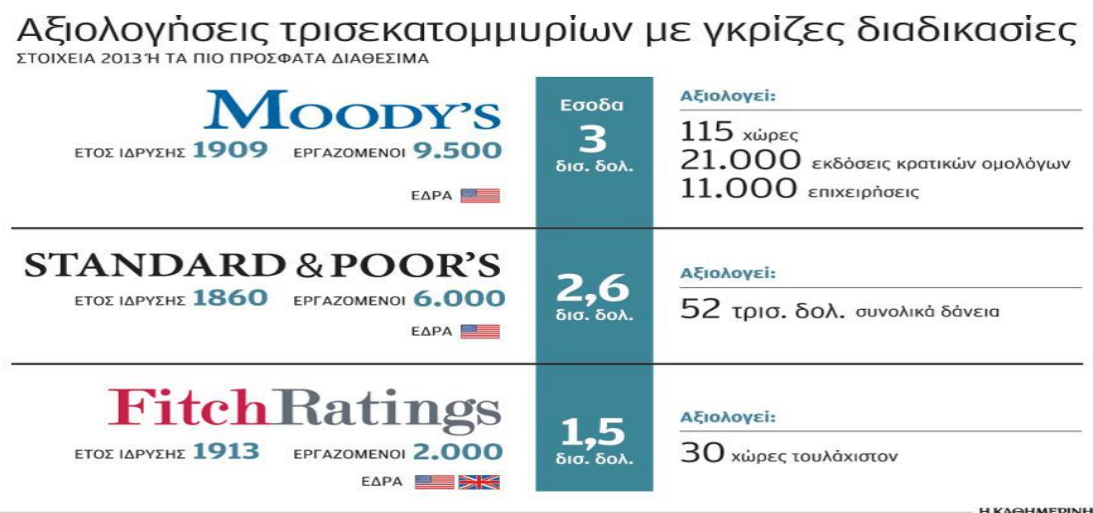 Αξιολογήσεις τρισεκατομμυρίων με γκρίζες διαδικασίες
ΣΤΟΙΧΕΙΑ 2013 Ή ΤΑ ΠΙΟ ΠΡΟΣΦΑΤΑ ΔΙΑΘΕΣΙΜΑ
MOODY'S
ΕΤΟΣ ΙΔΡΥΣΗΣ 1909 ΕΡΓΑΖΟΜΕΝΟΙ 9.500
ΕΔΡΑ
Εσοδα
3
δισ. δολ.
Αξιολογεί:
115 χώρες
21.000 εκδόσεις κρατικών ομολόγων
11.000 επιχειρήσεις
STANDARD & POOR'S
ΕΤΟΣ ΙΔΡΥΣΗΣ 1860 ΕΡΓΑΖΟΜΕΝΟΙ 6.000
ΕΔΡΑ
2,6
δισ. δολ.
Αξιολογεί:
52 τρισ. δολ. συνολικά δάνεια
FitchRatings
ΕΤΟΣ ΙΔΡΥΣΗΣ 1913 ΕΡΓΑΖΟΜΕΝΟΙ 2.000
ΕΔΡΑ
1,5
δισ. δολ.
Αξιολογεί:
30 χώρες τουλάχιστον
Η ΚΑΘΗΜΕΡΙΝΗ